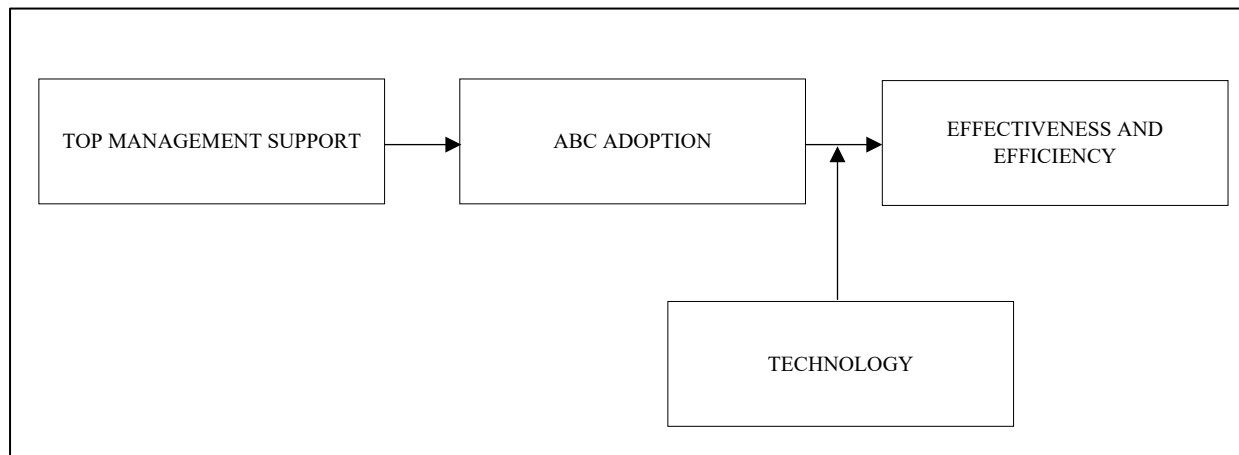 TOP MANAGEMENT SUPPORT
ABC ADOPTION
EFFECTIVENESS AND
EFFICIENCY
TECHNOLOGY